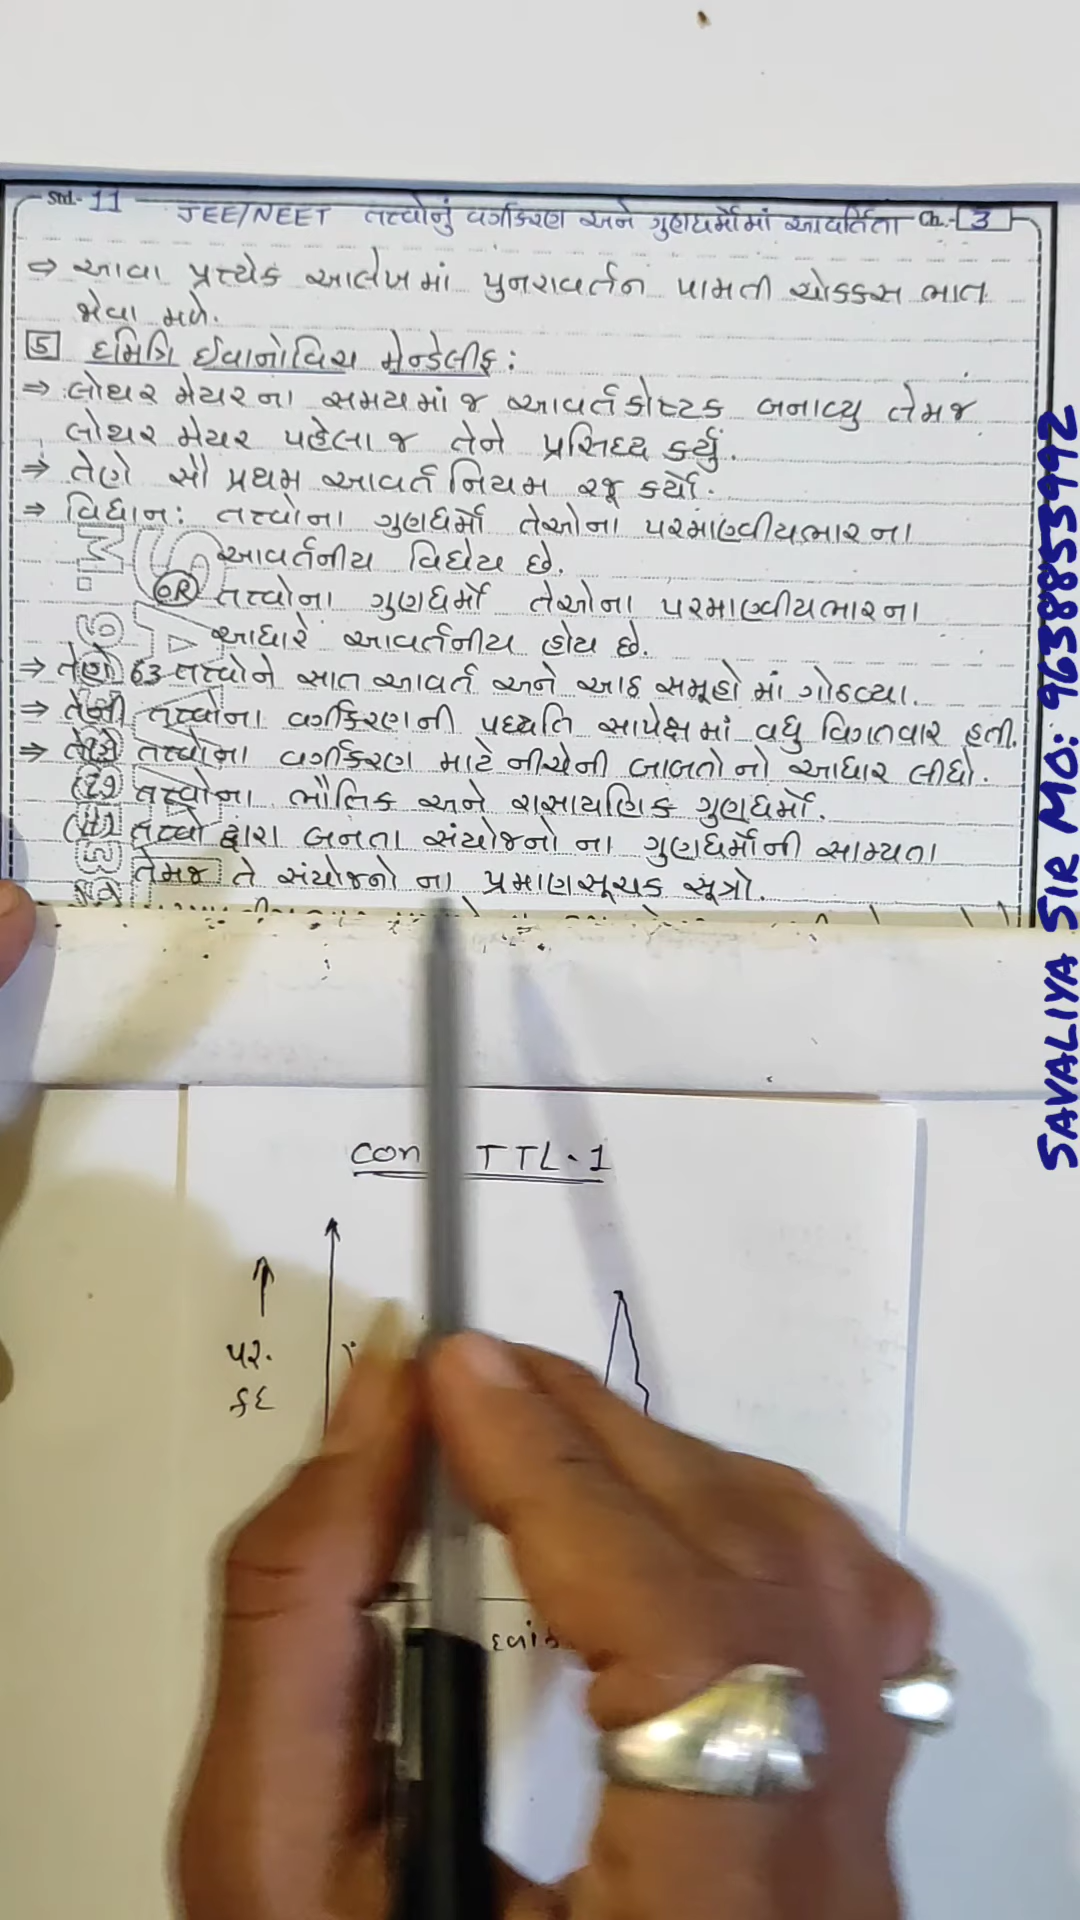 Std.- 11 JEE/NEET તત્ત્વોનું વર્ગીકરણ અને ગુણધર્મોમાં આવર્તિતા Ch.- 3
⇒ આવા પ્રત્યેક આલેખમાં પુનરાવર્તન પામતી ચોક્કસ ભાત
જોવા મળે.
5 દમિત્રિ ઈવાનોવિચ મેન્ડેલીફ :
⇒ લોથર મેયરના સમયમાં જ આવર્તકોષ્ટક બનાવ્યુ તેમજ
લોથર મેયર પહેલા જ તેને પ્રસિધ્ધ કર્યું.
⇒ તેણે સૌ પ્રથમ આવર્ત નિયમ રજૂ કર્યો.
⇒ વિધાન: તત્ત્વોના ગુણધર્મો તેઓના પરમાણ્વીયભારના
આવર્તનીય વિધેય છે.
OR તત્ત્વોના ગુણધર્મો તેઓના પરમાણ્વીયભારના
આધારે આવર્તનીય હોય છે.
⇒ તેણે 63 તત્ત્વોને સાત આવર્ત અને આઠ સમૂહોમાં ગોઠવ્યા.
⇒ તેની તત્ત્વોના વર્ગીકરણની પધ્ધતિ સાપેક્ષમાં વધુ વિગતવાર હતી.
⇒ તેણે તત્ત્વોના વર્ગીકરણ માટે નીચેની બાબતોનો આધાર લીધો.
તત્ત્વોના ભૌતિક અને રાસાયણિક ગુણધર્મો.
તત્ત્વો દ્વારા બનતા સંયોજનો ના ગુણધર્મોની સામ્યતા
તેમજ તે સંયોજનો ના પ્રમાણસૂચક સૂત્રો.
SAVALIYA SIR MO: 9638853992
con TTL-1
પર.
કદ